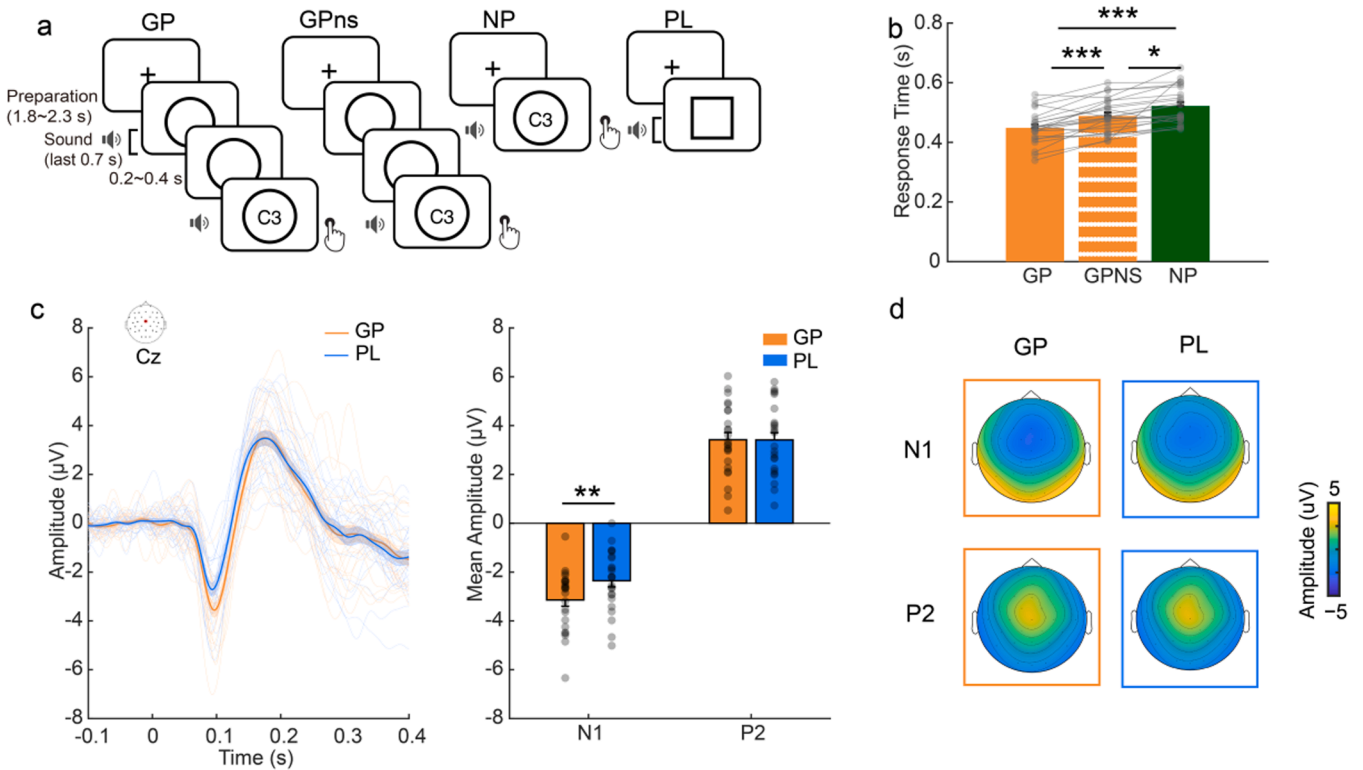 a
GP
GPns
NP
PL
Preparation
(1.8~2.3 s)
Sound
(last 0.7 s)
0.2~0.4 s
C3
C3
C3
b
Response Time (s)
0.8
0.6
0.4
0.2
0
***
***
*
GP
GPNS
NP
c
Cz
GP
PL
Amplitude (µV)
8
6
4
2
0
-2
-4
-6
-8
-0.1
0
0.1
0.2
0.3
0.4
Time (s)
Mean Amplitude (µV)
8
6
4
2
0
-2
-4
-6
-8
GP
PL
**
N1
P2
d
GP
PL
N1
P2
Amplitude (uV)
5
−5